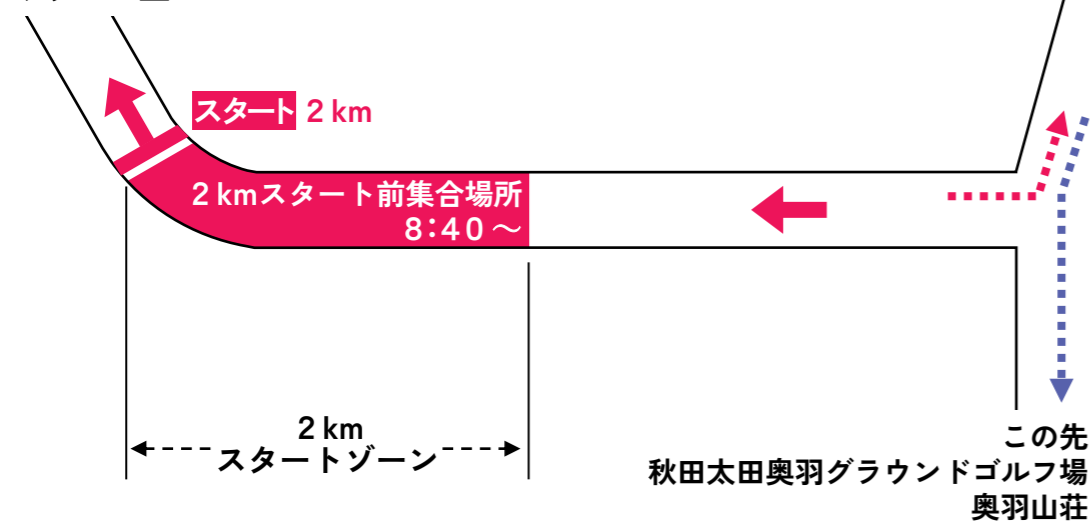 スタート 2 km
2 kmスタート前集合場所
8:40～
2 km
スタートゾーン
この先
秋田太田奥羽グラウンドゴルフ場
奥羽山荘